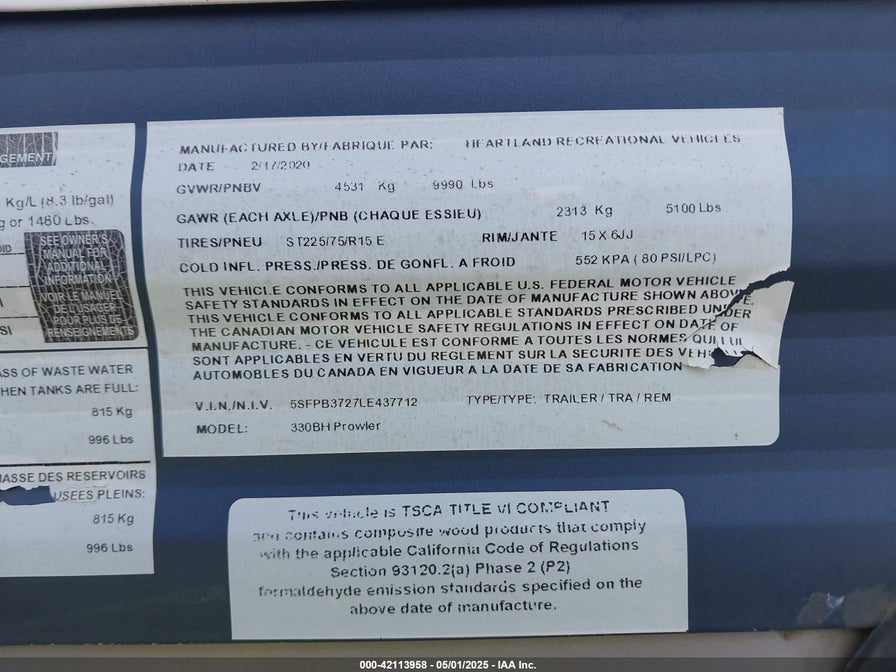 GEMENT
Kg/L (8.3 lb/gal)
g or 1480 Lbs.
SEE OWNER'S
MANUAL FOR
ADDITIONAL
INFORMATION
VOIR LE MANUEL
DE L'USAGER
POUR PLUS DE
RENSEIGNEMENTS
SI
ASS OF WASTE WATER
HEN TANKS ARE FULL:
815 Kg
996 Lbs
MASSE DES RESERVOIRS
USEES PLEINS:
815 Kg
996 Lbs
MANUFACTURED BY/FABRIQUE PAR: HEARTLAND RECREATIONAL VEHICLES
DATE 2/17/2020
GVWR/PNBV 4531 Kg 9990 Lbs
GAWR (EACH AXLE)/PNB (CHAQUE ESSIEU) 2313 Kg 5100 Lbs
TIRES/PNEU ST225/75/R15 E RIM/JANTE 15 X 6JJ
COLD INFL. PRESS./PRESS. DE GONFL. A FROID 552 KPA ( 80 PSI/LPC)
THIS VEHICLE CONFORMS TO ALL APPLICABLE U.S. FEDERAL MOTOR VEHICLE
SAFETY STANDARDS IN EFFECT ON THE DATE OF MANUFACTURE SHOWN ABOVE.
THIS VEHICLE CONFORMS TO ALL APPLICABLE STANDARDS PRESCRIBED UNDER
THE CANADIAN MOTOR VEHICLE SAFETY REGULATIONS IN EFFECT ON DATE OF
MANUFACTURE. - CE VEHICULE EST CONFORME A TOUTES LES NORMES QUI LUI
SONT APPLICABLES EN VERTU DU REGLEMENT SUR LA SECURITE DES
AUTOMOBILES DU CANADA EN VIGUEUR A LA DATE DE SA FABRICATION
V.I.N./N.I.V. 5SFPB3727LE437712 TYPE/TYPE: TRAILER / TRA / REM
MODEL: 330BH Prowler
This vehicle is TSCA TITLE VI COMPLIANT
and contains composite wood products that comply
with the applicable California Code of Regulations
Section 93120.2(a) Phase 2 (P2)
formaldehyde emission standards specified on the
above date of manufacture.
000-42113958 - 05/01/2025 - IAA Inc.